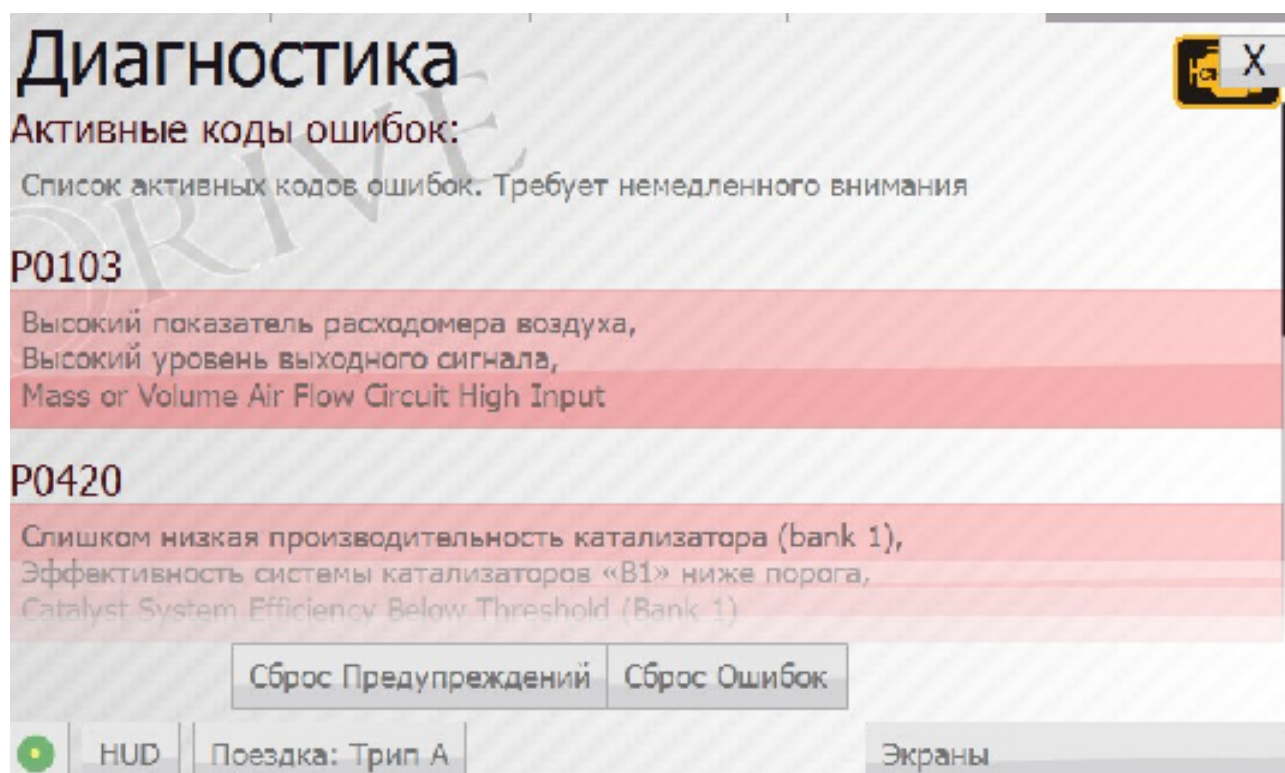 Диагностика
X
Активные коды ошибок:
Список активных кодов ошибок. Требует немедленного внимания
DRIVE
P0103
Высокий показатель расходомера воздуха,
Высокий уровень выходного сигнала,
Mass or Volume Air Flow Circuit High Input
P0420
Слишком низкая производительность катализатора (bank 1),
Эффективность системы катализаторов «B1» ниже порога,
Catalyst System Efficiency Below Threshold (Bank 1)
Сброс Предупреждений Сброс Ошибок
HUD Поездка: Трип A Экраны